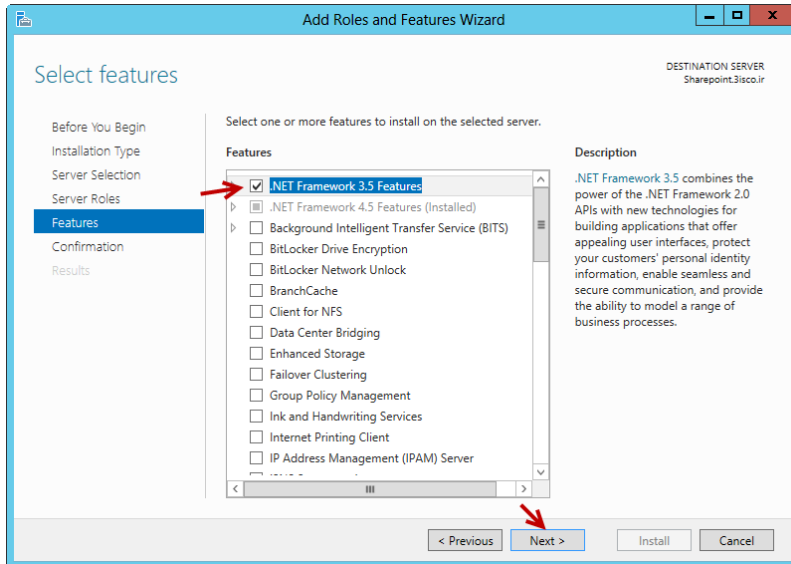 Add Roles and Features Wizard
Select features
DESTINATION SERVER
Sharepoint.3isco.ir
Before You Begin
Installation Type
Server Selection
Server Roles
Features
Confirmation
Results
Select one or more features to install on the selected server.
Features
.NET Framework 3.5 Features
.NET Framework 4.5 Features (Installed)
Background Intelligent Transfer Service (BITS)
BitLocker Drive Encryption
BitLocker Network Unlock
BranchCache
Client for NFS
Data Center Bridging
Enhanced Storage
Failover Clustering
Group Policy Management
Ink and Handwriting Services
Internet Printing Client
IP Address Management (IPAM) Server
Description
.NET Framework 3.5 combines the
power of the .NET Framework 2.0
APIs with new technologies for
building applications that offer
appealing user interfaces, protect
your customers' personal identity
information, enable seamless and
secure communication, and provide
the ability to model a range of
business processes.
< Previous
Next >
Install
Cancel